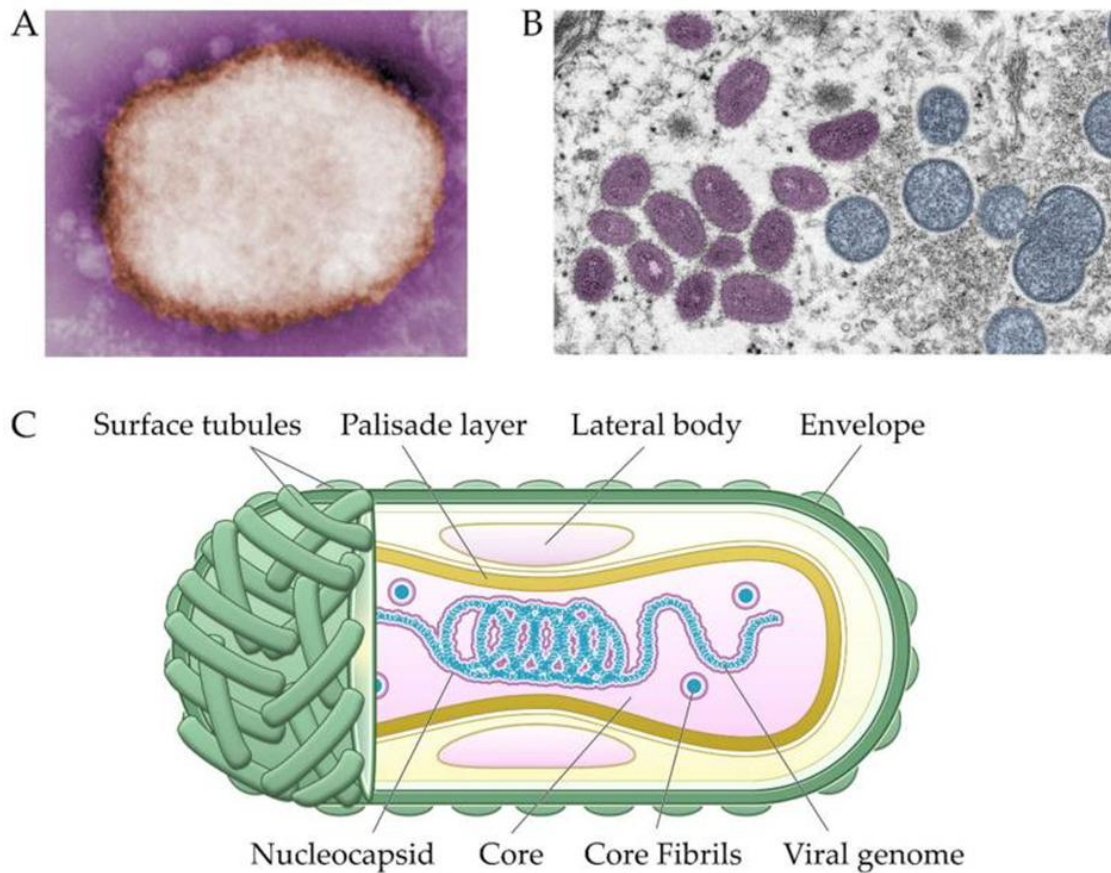 A
B
C
Surface tubules Palisade layer Lateral body Envelope
Nucleocapsid Core Core Fibrils Viral genome